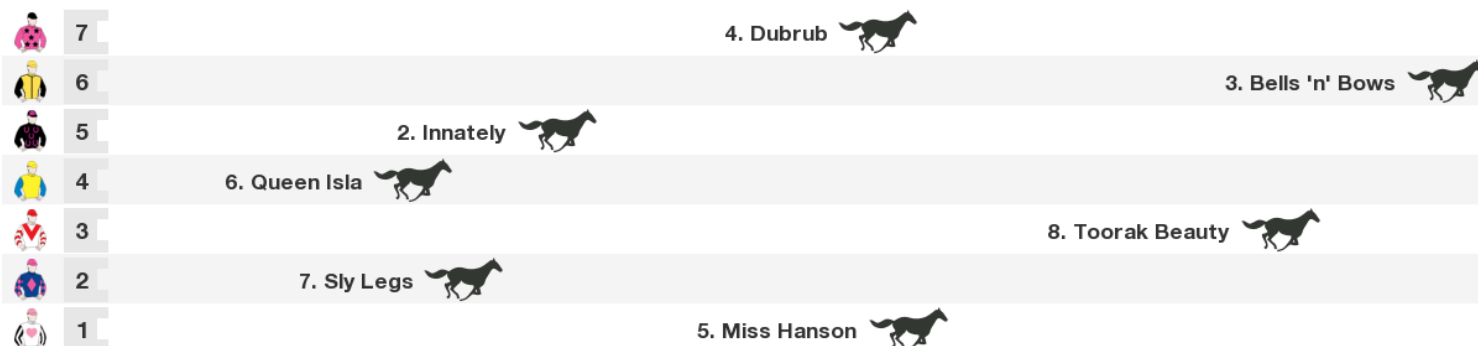 7 4. Dubrub
6 3. Bells 'n' Bows
5 2. Innately
4 6. Queen Isla
3 8. Toorak Beauty
2 7. Sly Legs
1 5. Miss Hanson